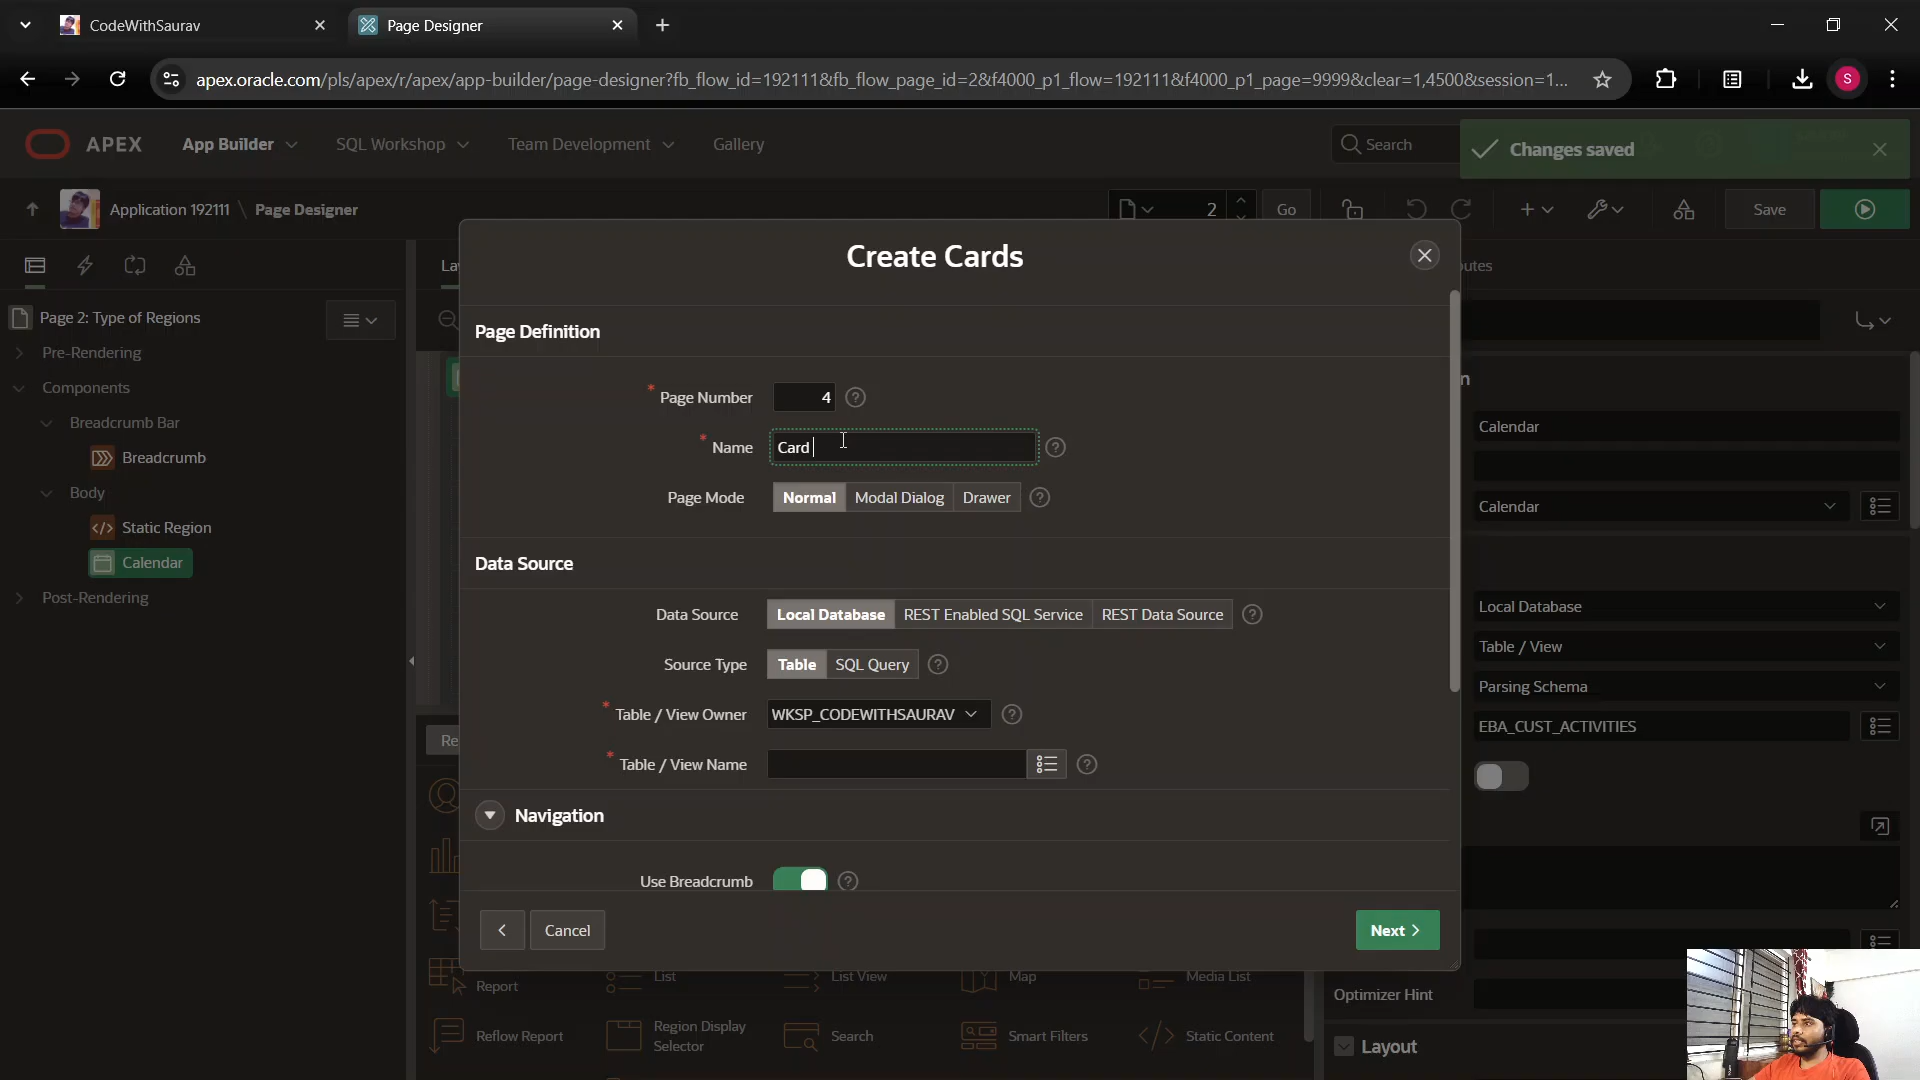 CodeWithSaurav
Page Designer
apex.oracle.com/pls/apex/r/apex/app-builder/page-designer?fb_flow_id=192111&fb_flow_page_id=2&f4000_p1_flow=192111&f4000_p1_page=9999&clear=1,4500&session=1...
S
APEX
App Builder
SQL Workshop
Team Development
Gallery
Search
Changes saved
Application 192111 \ Page Designer
2
Go
Save
La
utes
Create Cards
Page 2: Type of Regions
Pre-Rendering
Components
Breadcrumb Bar
Breadcrumb
Body
Static Region
Calendar
Post-Rendering
Page Definition
* Page Number
4
* Name
Card
Page Mode
Normal
Modal Dialog
Drawer
Data Source
Data Source
Local Database
REST Enabled SQL Service
REST Data Source
Source Type
Table
SQL Query
* Table / View Owner
WKSP_CODEWITHSAURAV
* Table / View Name
Navigation
Use Breadcrumb
Cancel
Next
n
Calendar
Calendar
Local Database
Table / View
Parsing Schema
EBA_CUST_ACTIVITIES
Re
Report
List
List View
Map
Media List
Reflow Report
Region Display
Selector
Search
Smart Filters
Static Content
Optimizer Hint
Layout